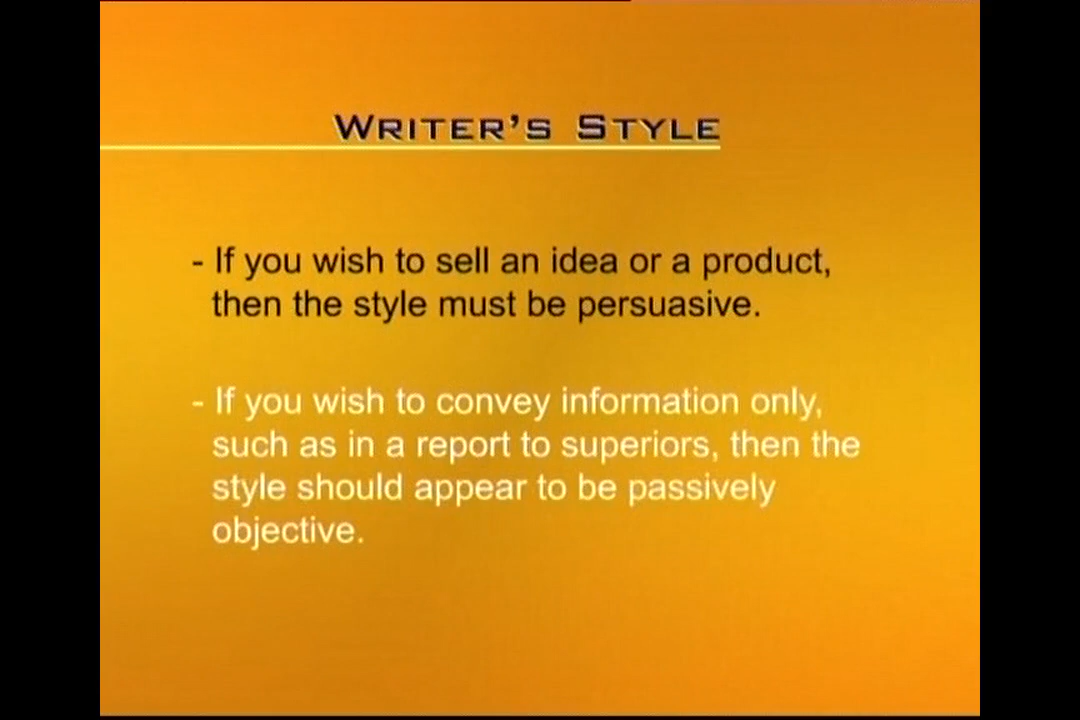 WRITER'S STYLE
- If you wish to sell an idea or a product,
then the style must be persuasive.
- If you wish to convey information only,
such as in a report to superiors, then the
style should appear to be passively
objective.